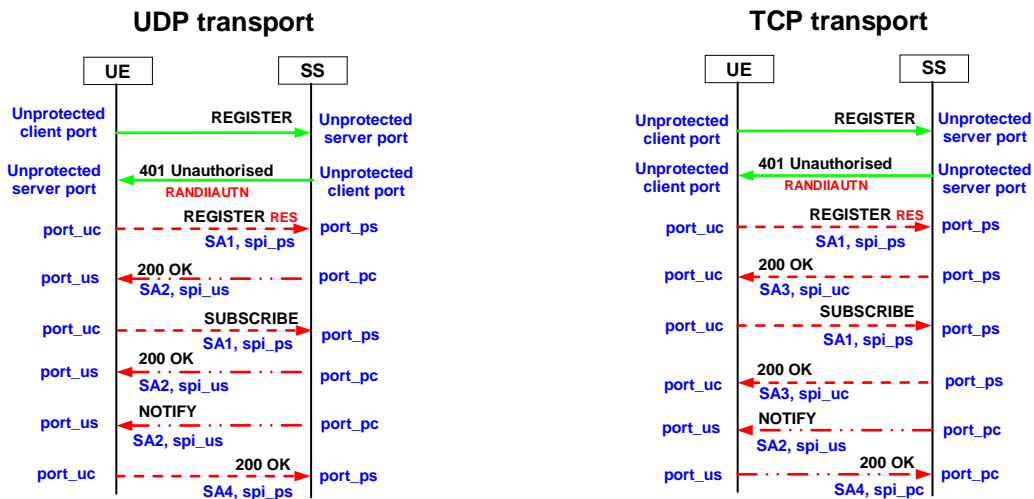 UDP transport
UE
SS
Unprotected
client port
REGISTER
Unprotected
server port
Unprotected
server port
401 Unauthorised
RANDIIAUTN
Unprotected
client port
port_uc
REGISTER RES
SA1, spi_ps
port_ps
port_us
200 OK
SA2, spi_us
port_pc
port_uc
SUBSCRIBE
SA1, spi_ps
port_ps
port_us
200 OK
SA2, spi_us
port_pc
port_us
NOTIFY
SA2, spi_us
port_pc
port_uc
200 OK
SA4, spi_ps
port_ps
TCP transport
UE
SS
Unprotected
client port
REGISTER
Unprotected
server port
Unprotected
client port
401 Unauthorised
RANDIIAUTN
Unprotected
server port
port_uc
REGISTER RES
SA1, spi_ps
port_ps
port_uc
200 OK
SA3, spi_uc
port_ps
port_uc
SUBSCRIBE
SA1, spi_ps
port_ps
port_uc
200 OK
SA3, spi_uc
port_ps
port_us
NOTIFY
SA2, spi_us
port_pc
port_us
200 OK
SA4, spi_pc
port_pc